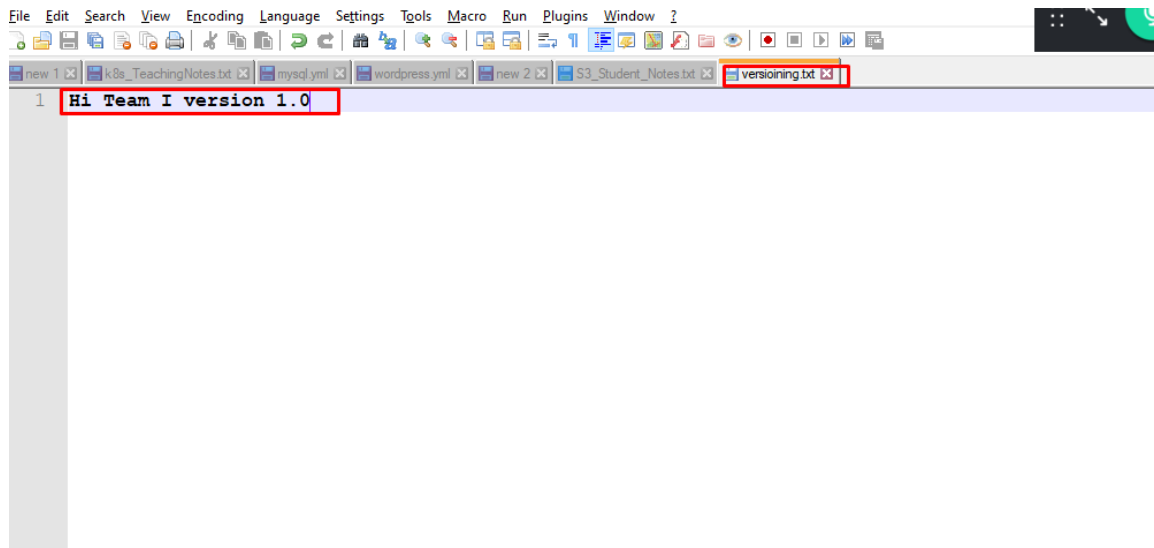 File Edit Search View Encoding Language Settings Tools Macro Run Plugins Window ?
new 1 k8s_TeachingNotes.txt mysql.yml wordpress.yml new 2 S3_Student_Notes.txt versioining.txt
1 Hi Team I version 1.0